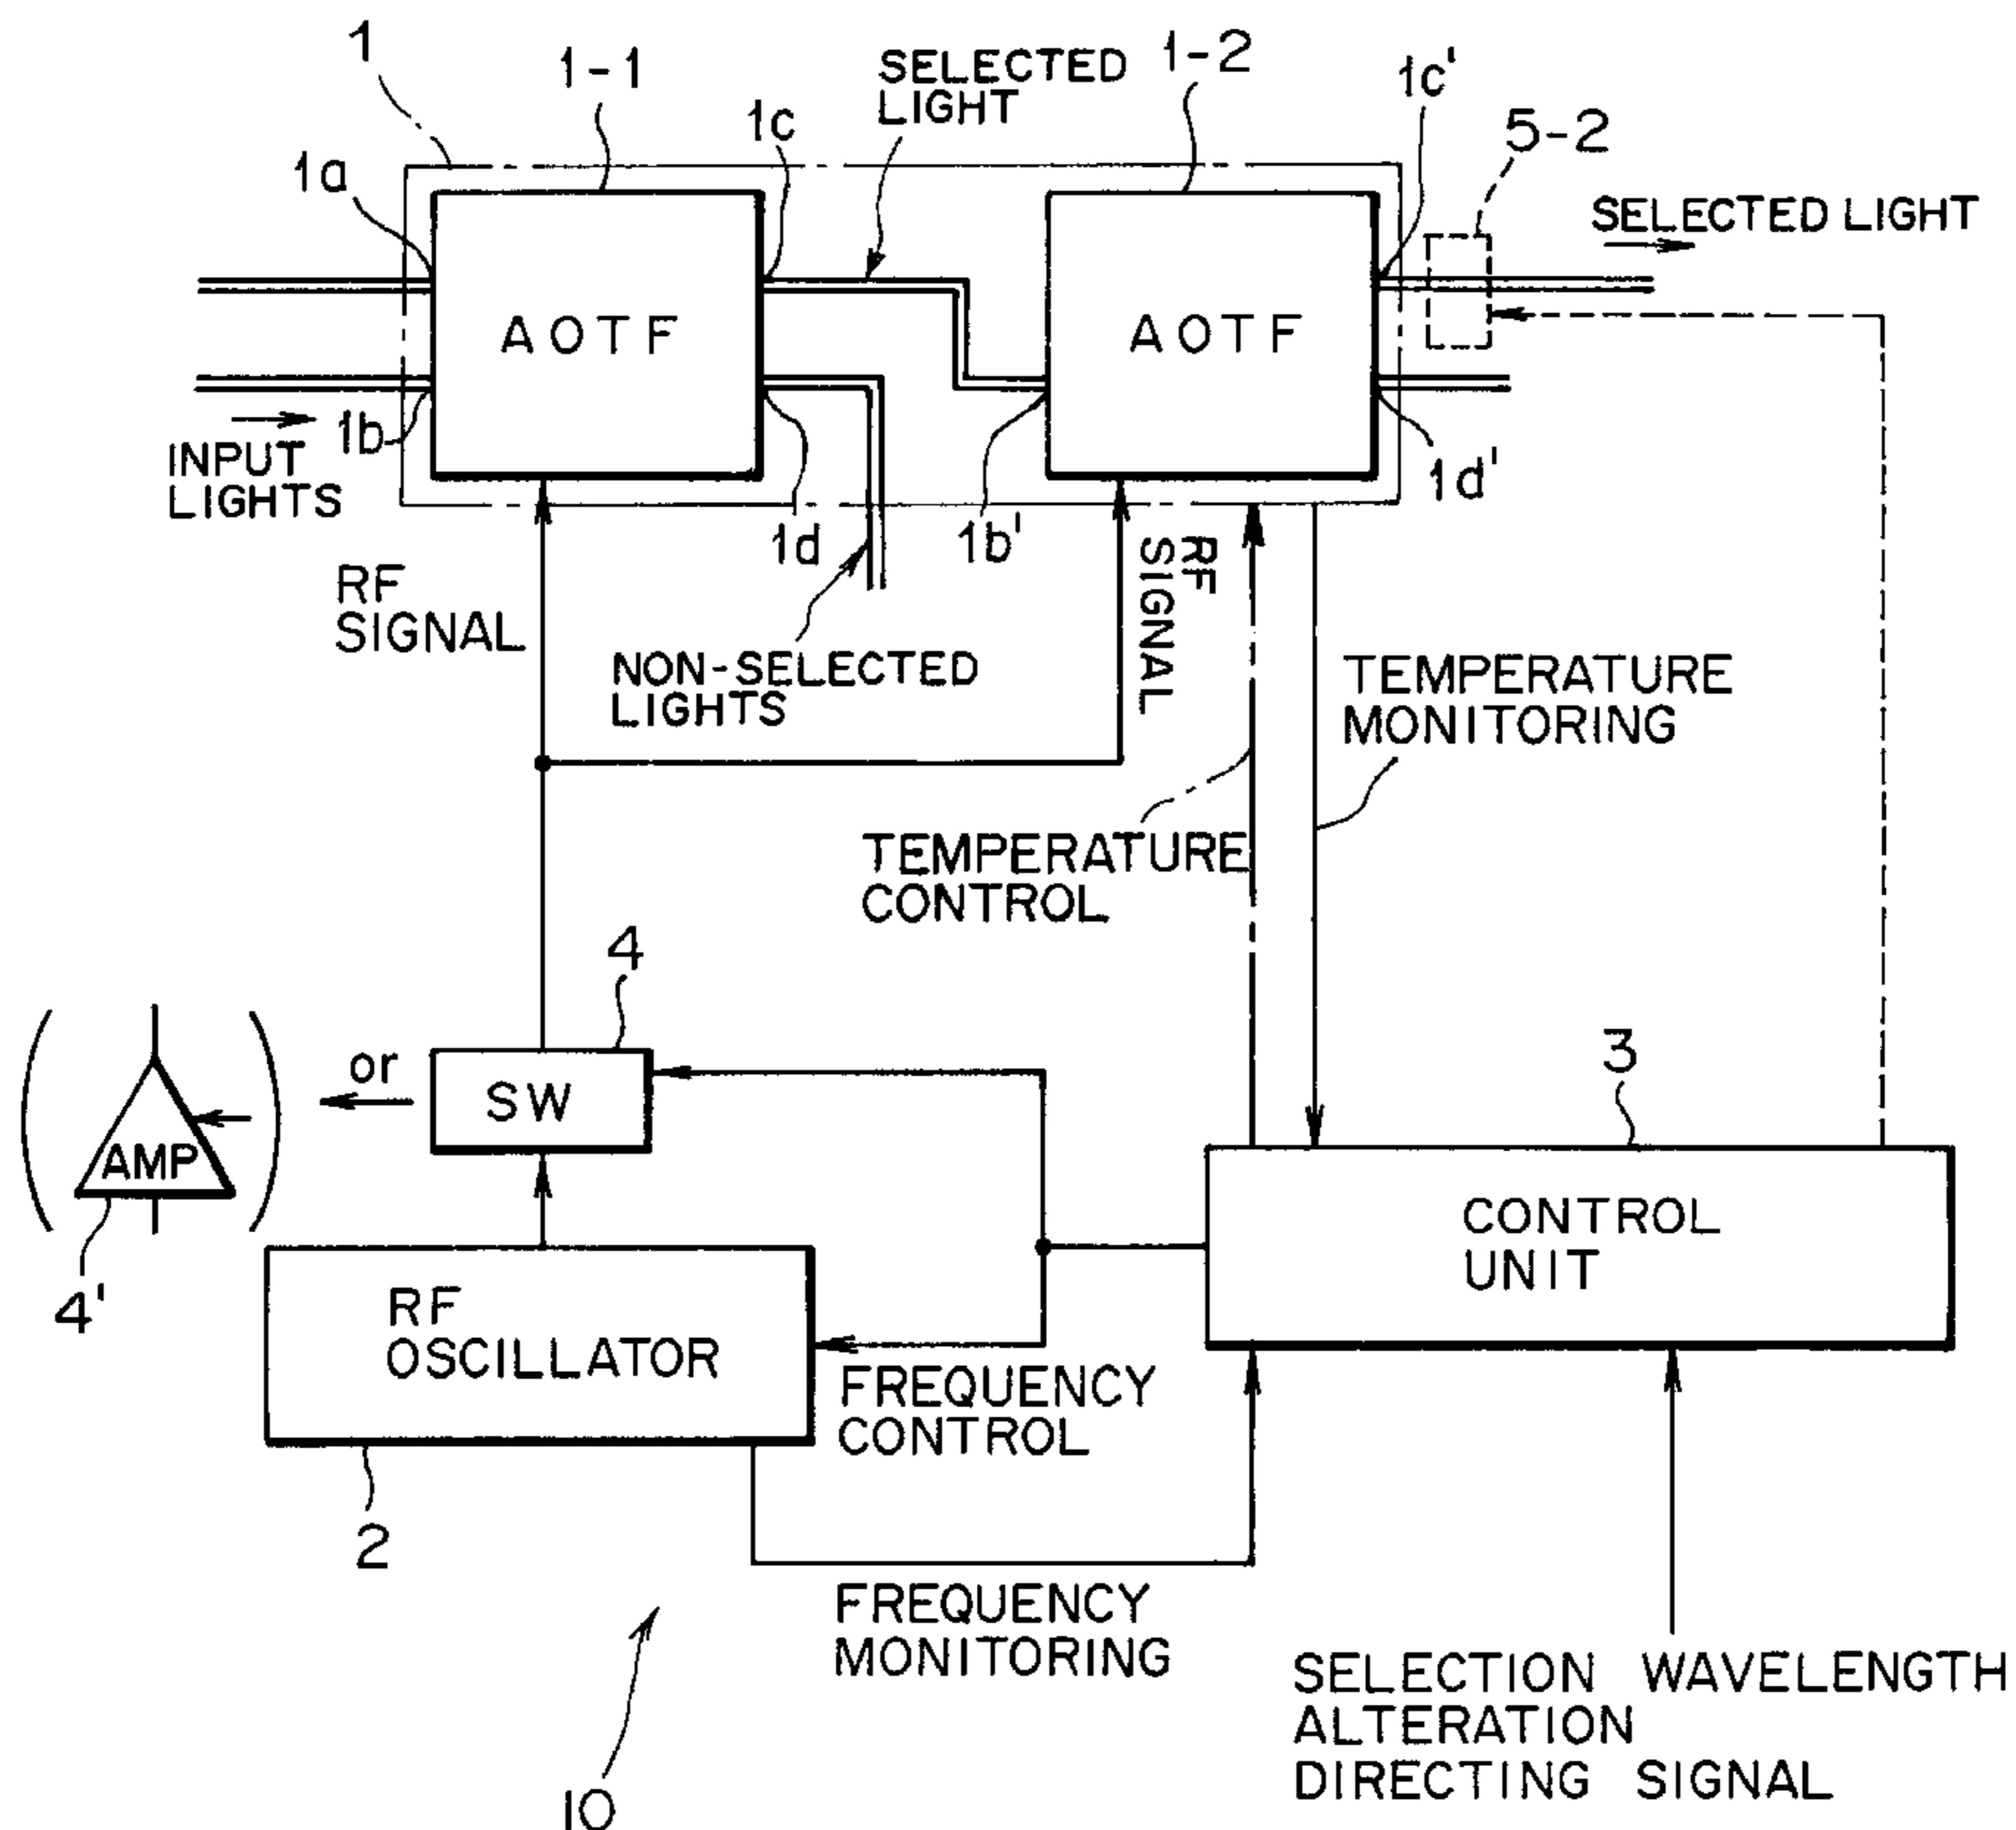 1
1-1
SELECTED
LIGHT
1-2
1c'
5-2
1a
1c
SELECTED LIGHT
AOTF
AOTF
1b
INPUT
LIGHTS
1d
1b'
1d'
RF
SIGNAL
RF
SIGNAL
NON-SELECTED
LIGHTS
TEMPERATURE
MONITORING
TEMPERATURE
CONTROL
4
or
SW
AMP
4'
3
CONTROL
UNIT
RF
OSCILLATOR
FREQUENCY
CONTROL
2
FREQUENCY
MONITORING
SELECTION WAVELENGTH
ALTERATION
DIRECTING SIGNAL
10